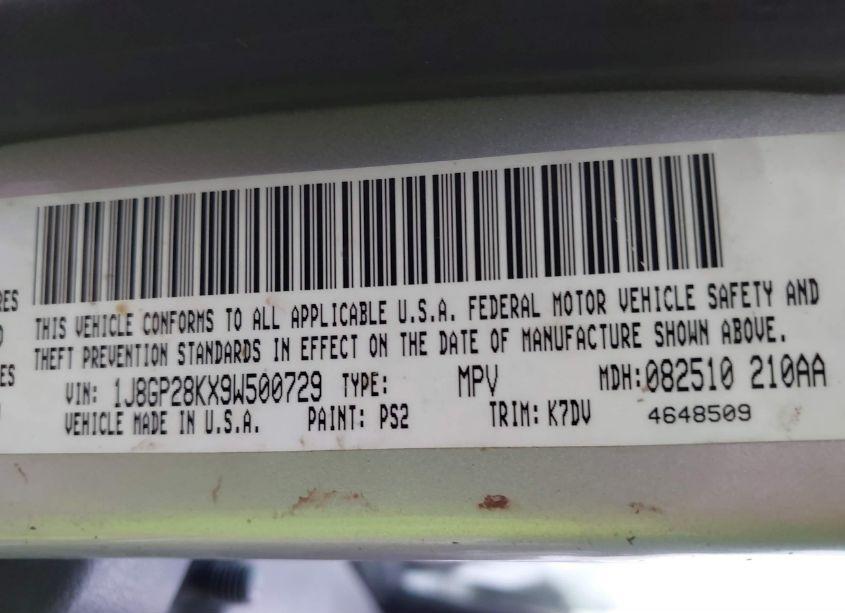 RES
THIS VEHICLE CONFORMS TO ALL APPLICABLE U.S.A. FEDERAL MOTOR VEHICLE SAFETY AND
THEFT PREVENTION STANDARDS IN EFFECT ON THE DATE OF MANUFACTURE SHOWN ABOVE.
ES
VIN: 1J8GP28KX9W500729 TYPE: MPV MDH:082510 210AA
VEHICLE MADE IN U.S.A. PAINT: PS2 TRIM: K7DV 4648509